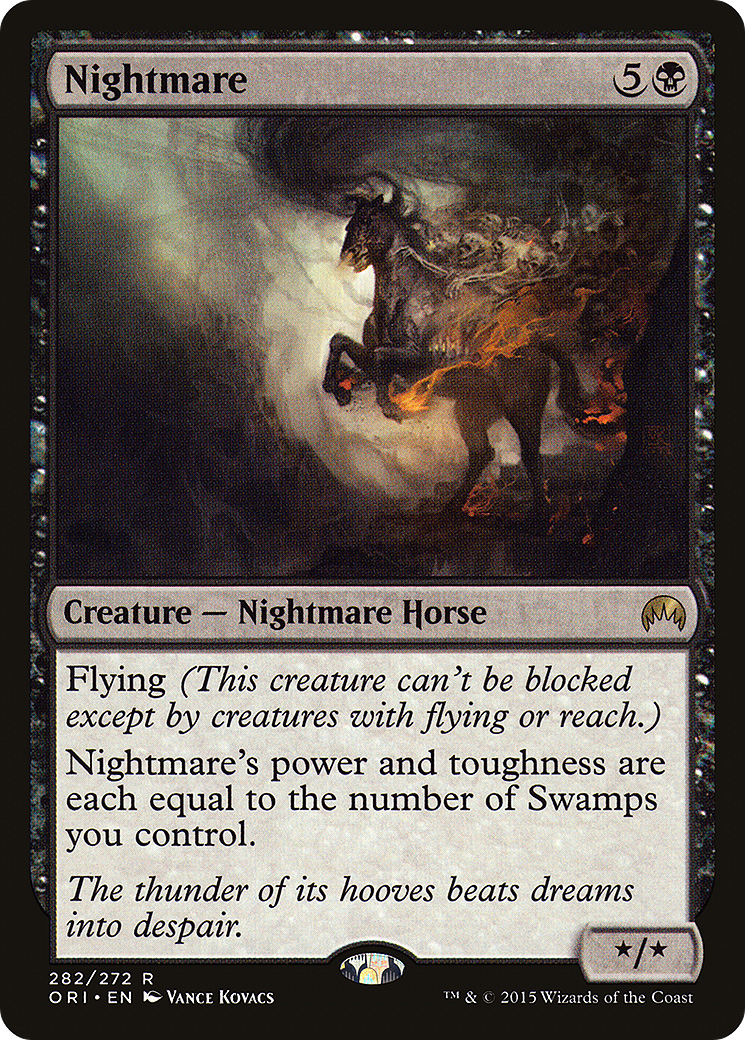 Nightmare 5
Creature — Nightmare Horse
Flying (This creature can't be blocked
except by creatures with flying or reach.)
Nightmare's power and toughness are
each equal to the number of Swamps
you control.
The thunder of its hooves beats dreams
into despair.
★/★
282/272 R
ORI • EN VANCE KOVACS
™ & © 2015 Wizards of the Coast